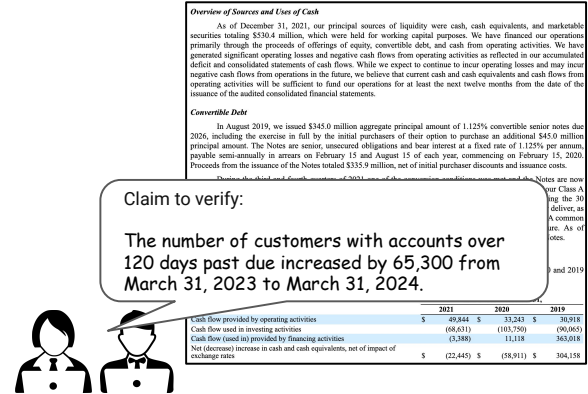 Overview of Sources and Uses of Cash
As of December 31, 2021, our principal sources of liquidity were cash, cash equivalents, and marketable
securities totaling $530.4 million, which were held for working capital purposes. We have financed our operations
primarily through the proceeds of offerings of equity, convertible debt, and cash from operating activities. We have
generated significant operating losses and negative cash flows from operating activities as reflected in our accumulated
deficit and consolidated statements of cash flows. While we expect to continue to incur operating losses and may incur
negative cash flows from operations in the future, we believe that current cash and cash equivalents and cash flows from
operating activities will be sufficient to fund our operations for at least the next twelve months from the date of the
issuance of the audited consolidated financial statements.
Convertible Debt
In August 2019, we issued $345.0 million aggregate principal amount of 1.125% convertible senior notes due
2026, including the exercise in full by the initial purchasers of their option to purchase an additional $45.0 million
principal amount. The Notes are senior, unsecured obligations and bear interest at a fixed rate of 1.125% per annum,
payable semi-annually in arrears on February 15 and August 15 of each year, commencing on February 15, 2020.
Proceeds from the issuance of the Notes totaled $335.9 million, net of initial purchaser discounts and issuance costs.
During the third and fourth quarters of 2021 one of the conversion conditions was met and the Notes are now
our Class A
ing the 30
deliver, as
A common
ure. As of
otes.
Claim to verify:
The number of customers with accounts over
120 days past due increased by 65,300 from
March 31, 2023 to March 31, 2024.
and 2019
2021 2020 2019
Cash flow provided by operating activities $ 49,844 $ 33,243 $ 30,918
Cash flow used in investing activities (68,631) (103,750) (90,065)
Cash flow (used in) provided by financing activities (3,388) 11,118 363,018
Net (decrease) increase in cash and cash equivalents, net of impact of
exchange rates $ (22,445) $ (58,911) $ 304,158